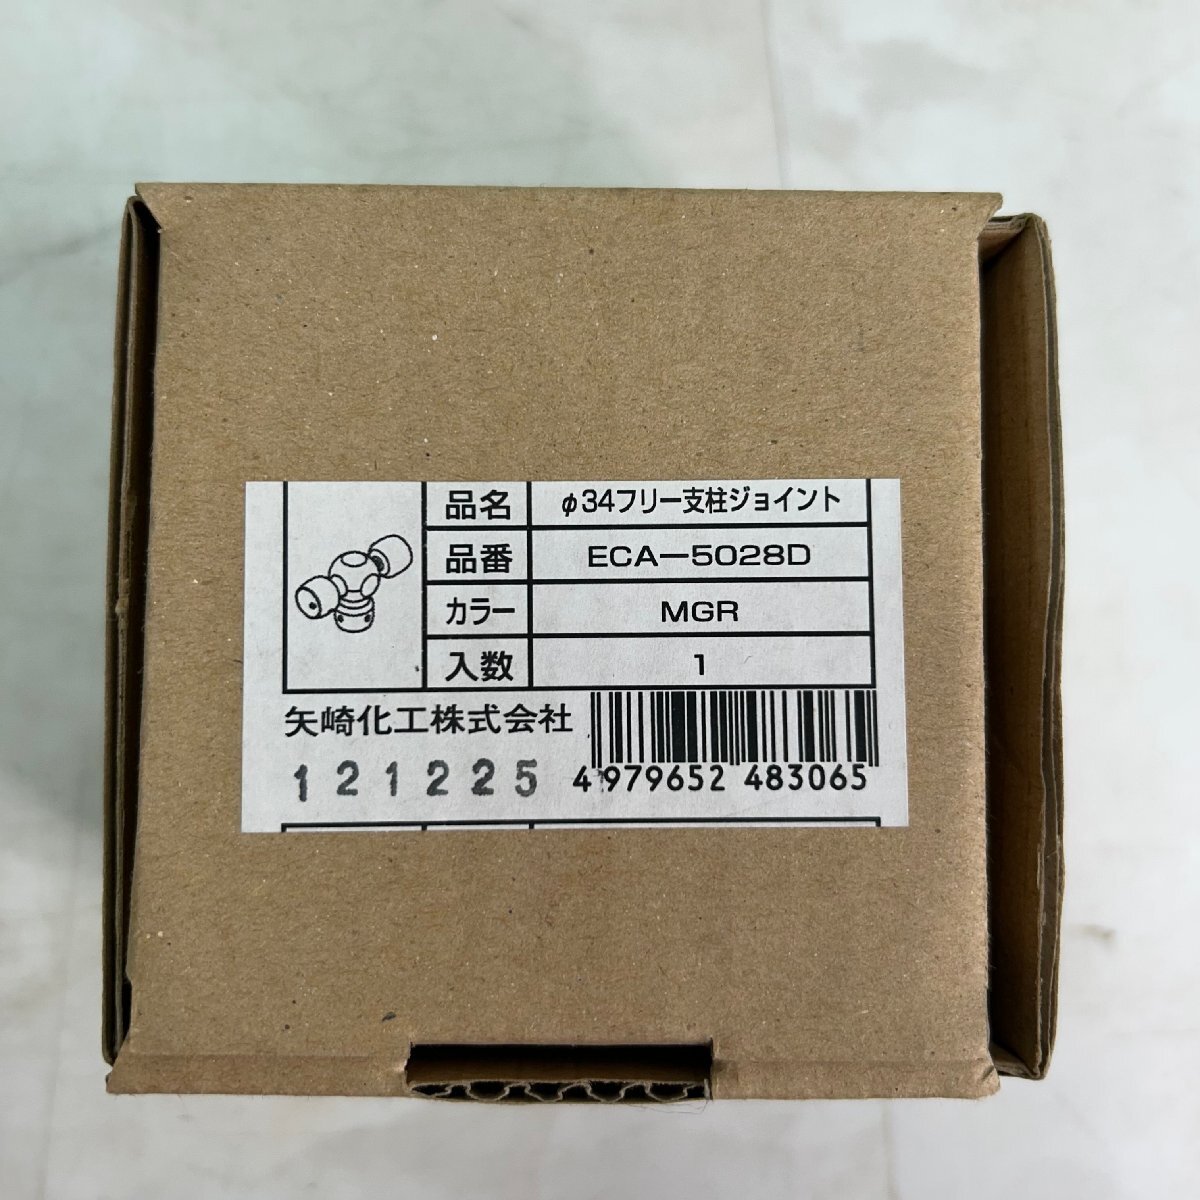 品名 φ34フリー支柱ジョイント
品番 ECA-5028D
カラー MGR
入数 1
矢崎化工株式会社
121225
4979652 483065